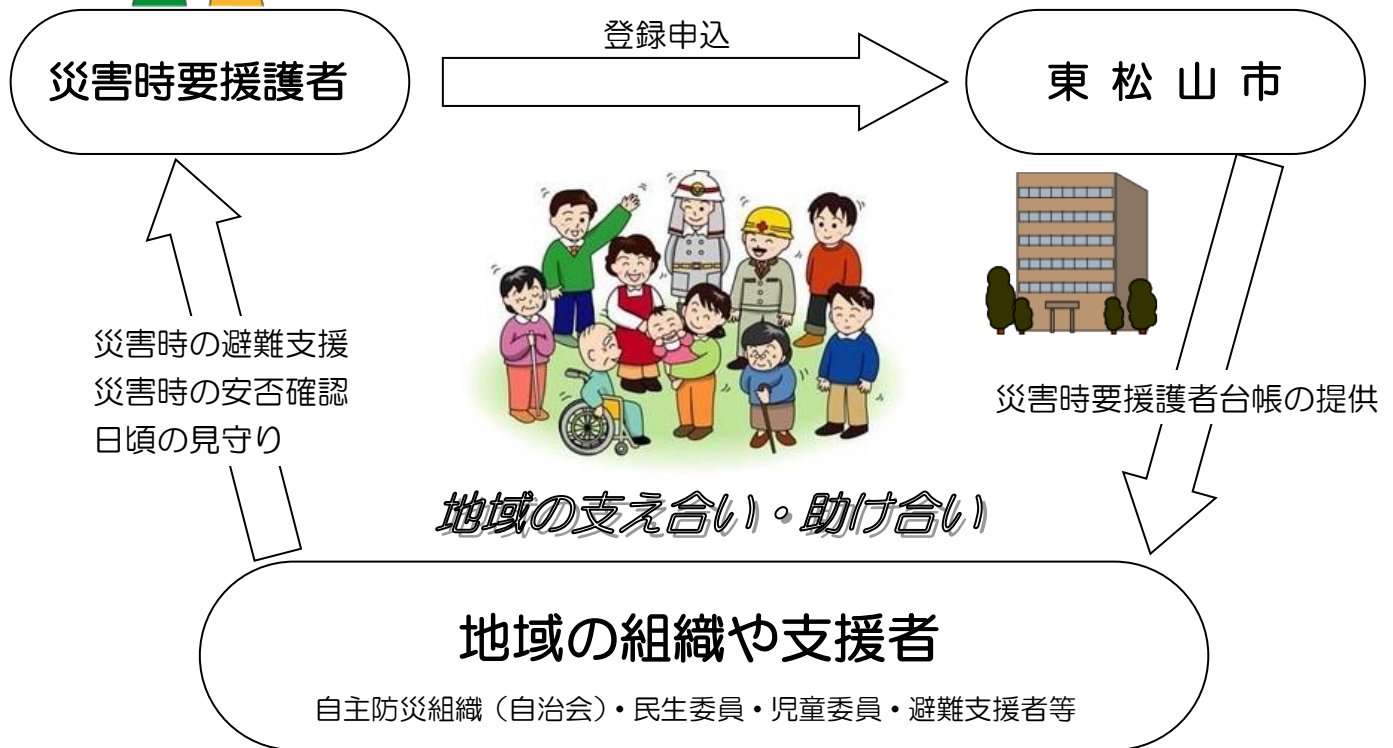 登録申込
災害時要援護者
東松山市
災害時の避難支援
災害時の安否確認
日頃の見守り
災害時要援護者台帳の提供
地域の支え合い・助け合い
地域の組織や支援者
自主防災組織（自治会）・民生委員・児童委員・避難支援者等